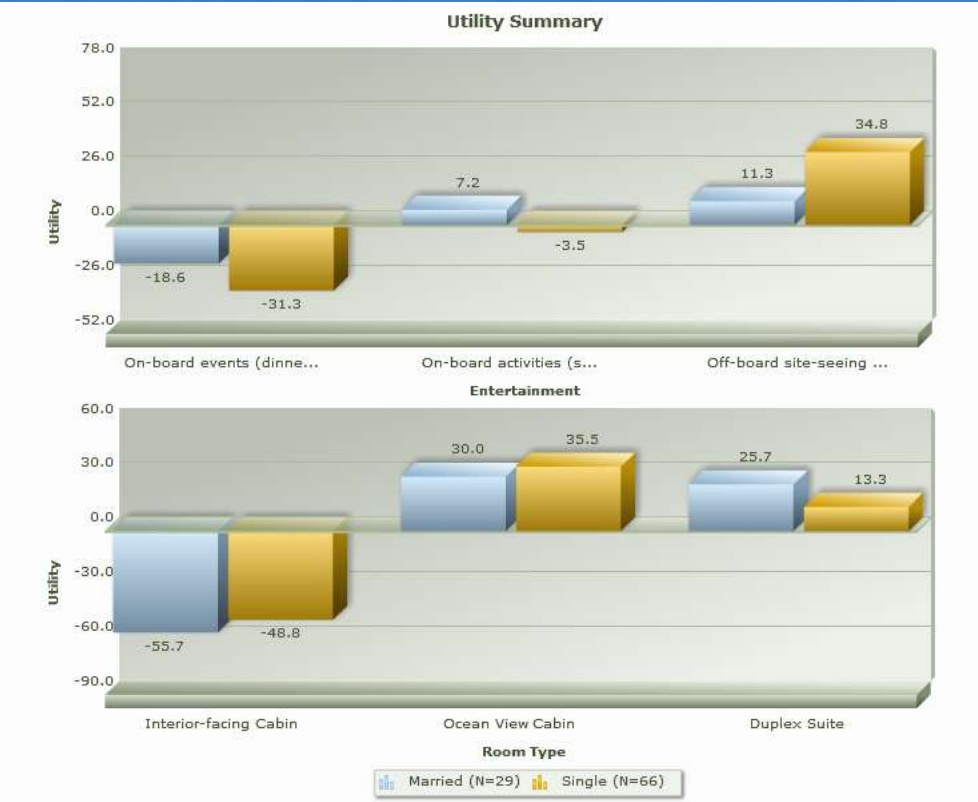 Utility Summary
78.0
52.0
26.0
0.0
-26.0
-52.0
Utility
-18.6
-31.3
7.2
-3.5
11.3
34.8
On-board events (dinne...
On-board activities (s...
Off-board site-seeing ...
Entertainment
60.0
30.0
0.0
-30.0
-60.0
-90.0
Utility
-55.7
-48.8
30.0
35.5
25.7
13.3
Interior-facing Cabin
Ocean View Cabin
Duplex Suite
Room Type
Married (N=29) Single (N=66)